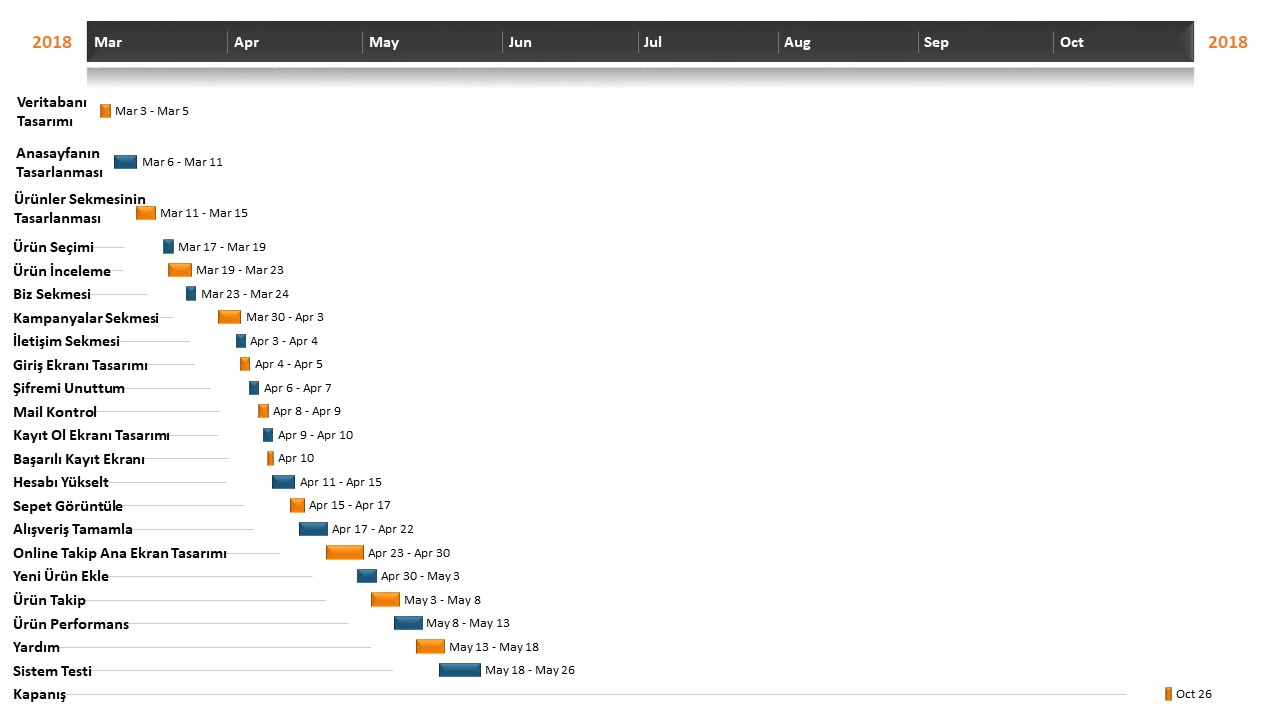 2018 Mar Apr May Jun Jul Aug Sep Oct 2018
Veritabanı
Tasarımı
Mar 3 - Mar 5
Anasayfanın
Tasarlanması
Mar 6 - Mar 11
Ürünler Sekmesinin
Tasarlanması
Mar 11 - Mar 15
Ürün Seçimi Mar 17 - Mar 19
Ürün İnceleme Mar 19 - Mar 23
Biz Sekmesi Mar 23 - Mar 24
Kampanyalar Sekmesi Mar 30 - Apr 3
İletişim Sekmesi Apr 3 - Apr 4
Giriş Ekranı Tasarımı Apr 4 - Apr 5
Şifremi Unuttum Apr 6 - Apr 7
Mail Kontrol Apr 8 - Apr 9
Kayıt Ol Ekranı Tasarımı Apr 9 - Apr 10
Başarılı Kayıt Ekranı Apr 10
Hesabı Yükselt Apr 11 - Apr 15
Sepet Görüntüle Apr 15 - Apr 17
Alışveriş Tamamla Apr 17 - Apr 22
Online Takip Ana Ekran Tasarımı Apr 23 - Apr 30
Yeni Ürün Ekle Apr 30 - May 3
Ürün Takip May 3 - May 8
Ürün Performans May 8 - May 13
Yardım May 13 - May 18
Sistem Testi May 18 - May 26
Kapanış Oct 26